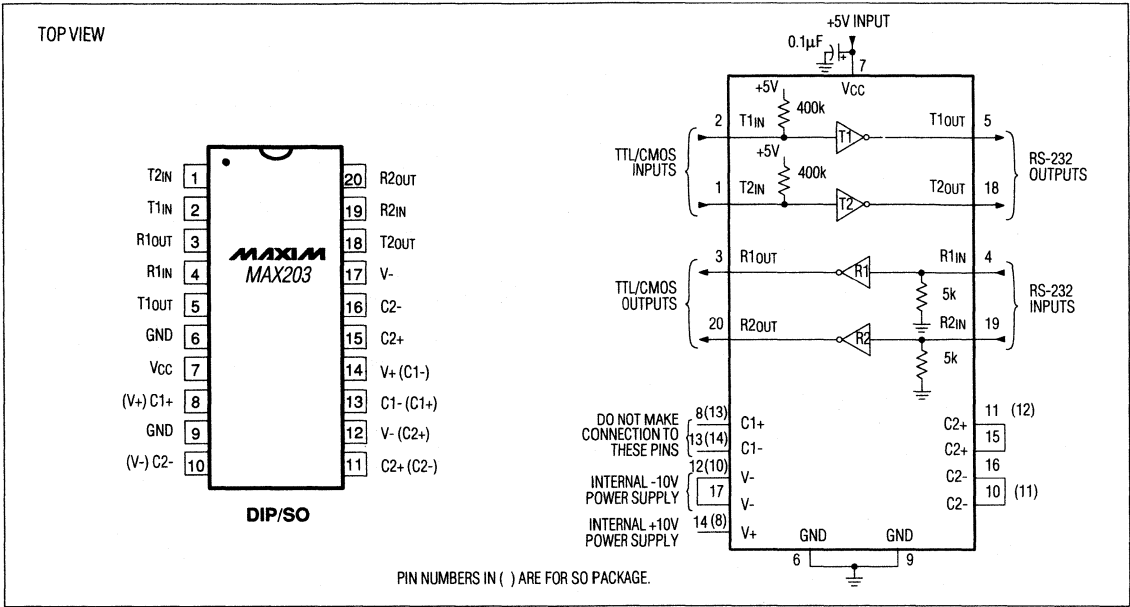 TOP VIEW
T2IN 1
T1IN 2
R1OUT 3
R1IN 4
T1OUT 5
GND 6
VCC 7
(V+) C1+ 8
GND 9
(V-) C2- 10
20 R2OUT
19 R2IN
18 T2OUT
17 V-
16 C2-
15 C2+
14 V+ (C1-)
13 C1- (C1+)
12 V- (C2+)
11 C2+ (C2-)
MAXIM
MAX203
DIP/SO
+5V INPUT
0.1µF
+
7
VCC
+5V
400k
2 T1IN
T1
T1OUT 5
TTL/CMOS
INPUTS
+5V
400k
1 T2IN
T2
T2OUT 18
RS-232
OUTPUTS
3 R1OUT
R1
R1IN 4
5k
TTL/CMOS
OUTPUTS
20 R2OUT
R2
R2IN 19
5k
RS-232
INPUTS
DO NOT MAKE
CONNECTION TO
THESE PINS
8 (13) C1+
13 (14) C1-
INTERNAL -10V
POWER SUPPLY
12 (10) V-
17 V-
INTERNAL +10V
POWER SUPPLY
14 (8) V+
C2+ 11 (12)
C2+ 15
C2- 16
C2- 10 (11)
GND GND
6 9
PIN NUMBERS IN ( ) ARE FOR SO PACKAGE.